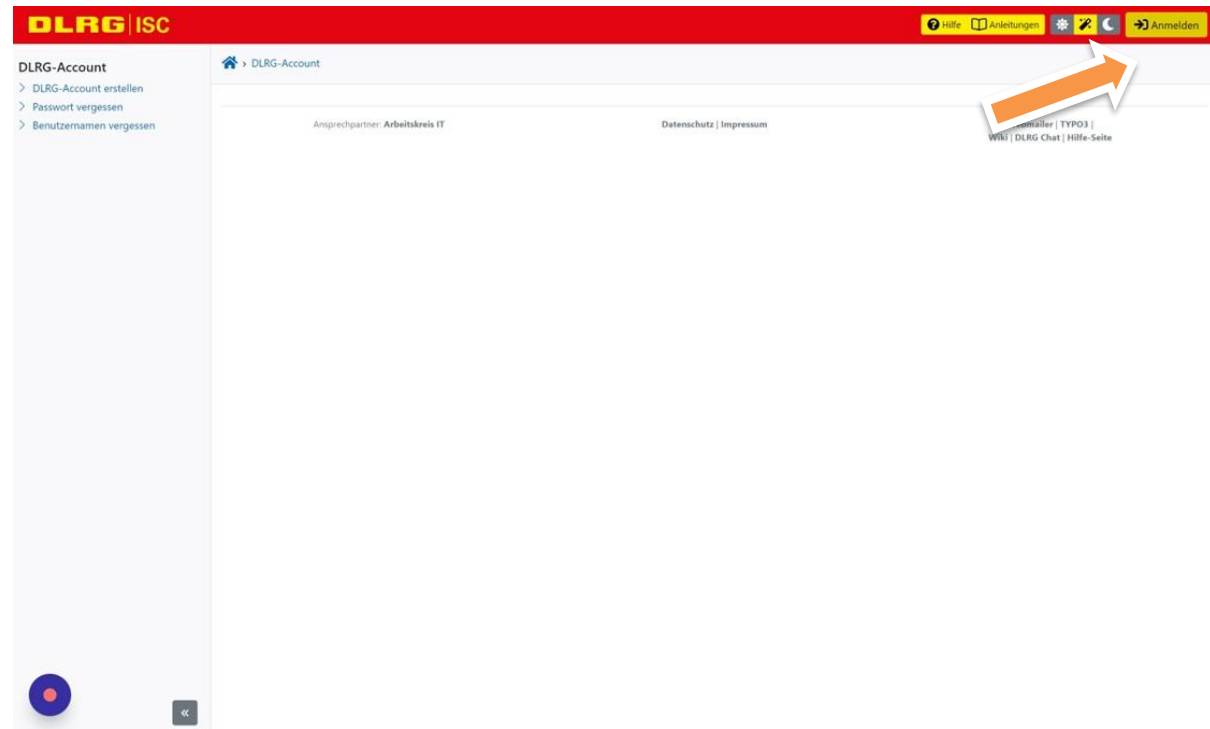 DLRG ISC
Hilfe Anleitungen Anmelden
DLRG-Account
DLRG-Account erstellen
Passwort vergessen
Benutzernamen vergessen
› DLRG-Account
Ansprechpartner: Arbeitskreis IT
Datenschutz | Impressum
| TYPO3 |
Wiki | DLRG Chat | Hilfe-Seite
«